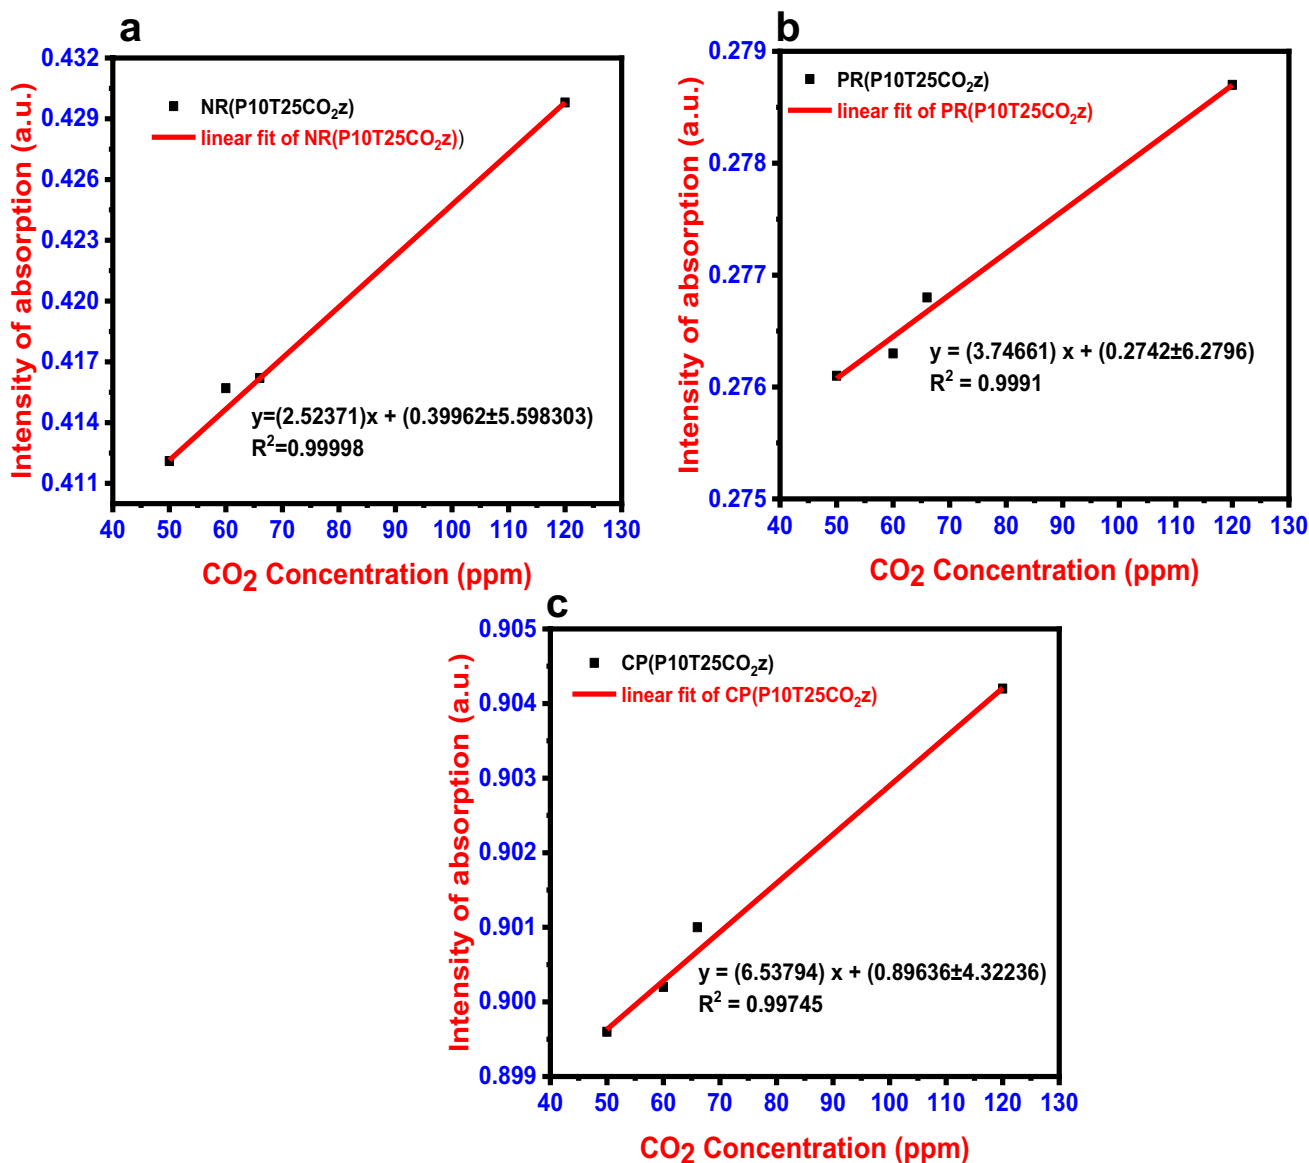 a
0.432
0.429
0.426
0.423
0.420
0.417
0.414
0.411
Intensity of absorption (a.u.)
NR(P10T25CO₂z)
linear fit of NR(P10T25CO₂z))
y=(2.52371)x + (0.39962±5.598303)
R²=0.99998
40 50 60 70 80 90 100 110 120 130
CO₂ Concentration (ppm)
b
0.279
0.278
0.277
0.276
0.275
Intensity of absorption (a.u.)
PR(P10T25CO₂z)
linear fit of PR(P10T25CO₂z)
y = (3.74661) x + (0.2742±6.2796)
R² = 0.9991
40 50 60 70 80 90 100 110 120 130
CO₂ Concentration (ppm)
c
0.905
0.904
0.903
0.902
0.901
0.900
0.899
Intensity of absorption (a.u.)
CP(P10T25CO₂z)
linear fit of CP(P10T25CO₂z)
y = (6.53794) x + (0.89636±4.32236)
R² = 0.99745
40 50 60 70 80 90 100 110 120 130
CO₂ Concentration (ppm)